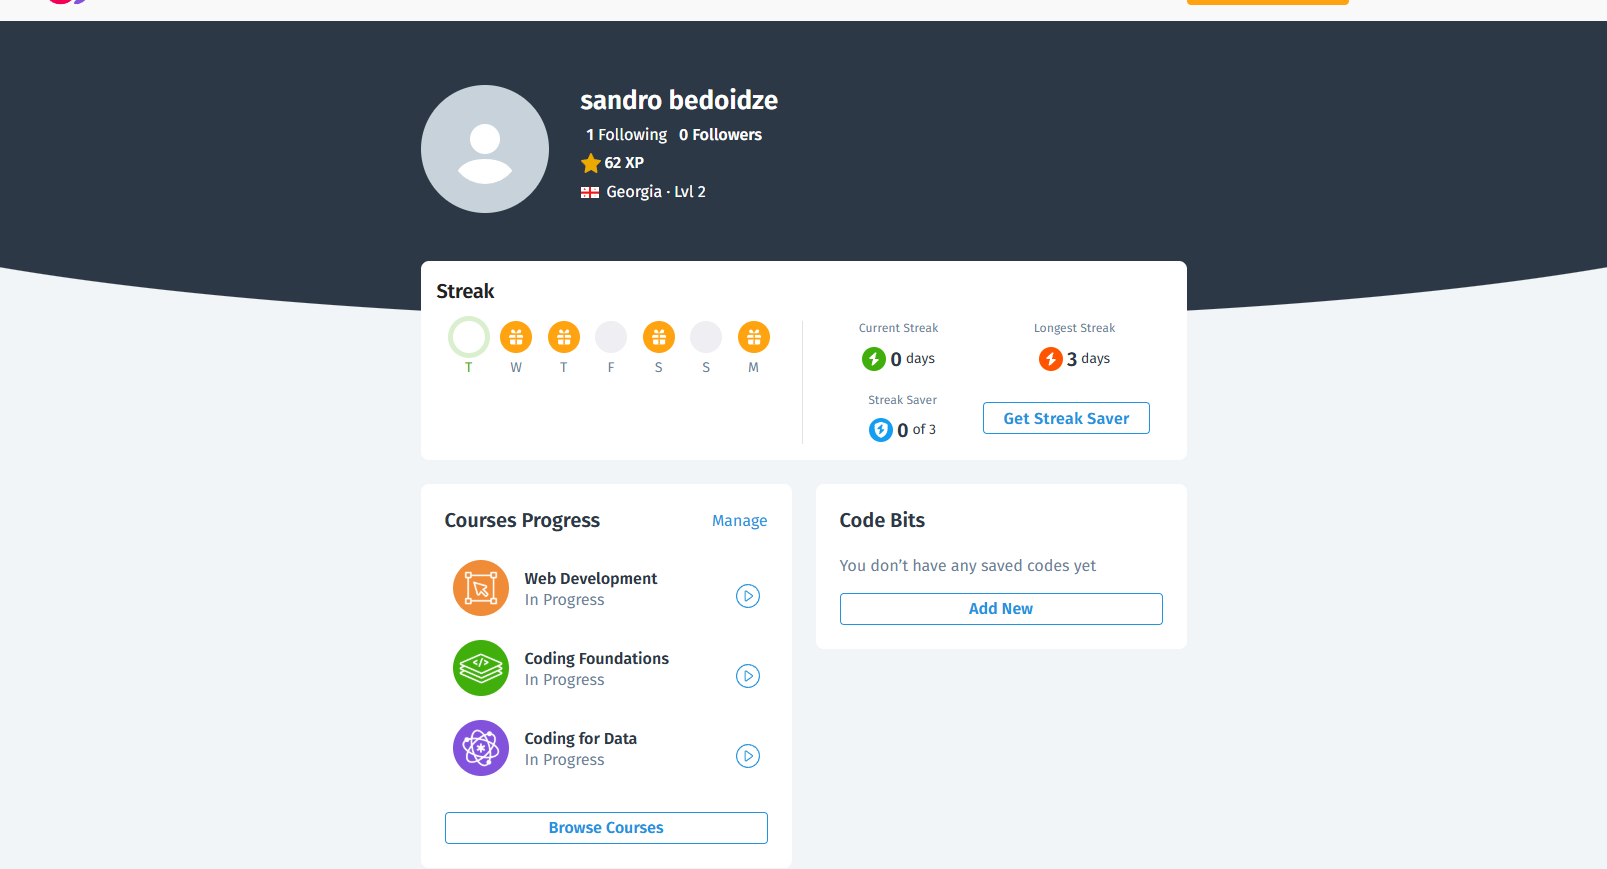 sandro bedoidze
1 Following 0 Followers
62 XP
Georgia · Lvl 2
Streak
T W T F S S M
Current Streak
0 days
Longest Streak
3 days
Streak Saver
0 of 3
Get Streak Saver
Courses Progress
Manage
Web Development
In Progress
Coding Foundations
In Progress
Coding for Data
In Progress
Browse Courses
Code Bits
You don’t have any saved codes yet
Add New